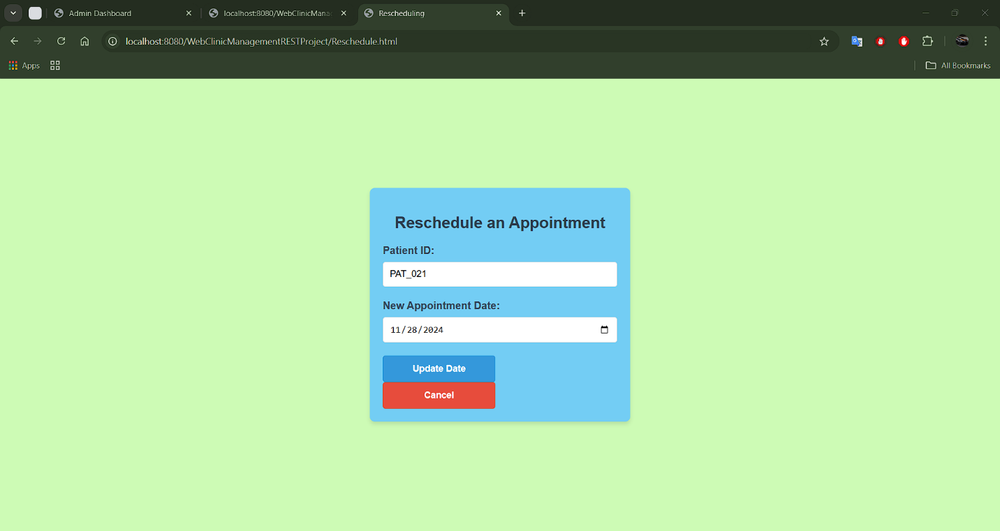 Admin Dashboard
localhost:8080/WebClinicMana
Rescheduling
localhost:8080/WebClinicManagementRESTProject/Reschedule.html
Apps
All Bookmarks
Reschedule an Appointment
Patient ID:
PAT_021
New Appointment Date:
11/28/2024
Update Date
Cancel